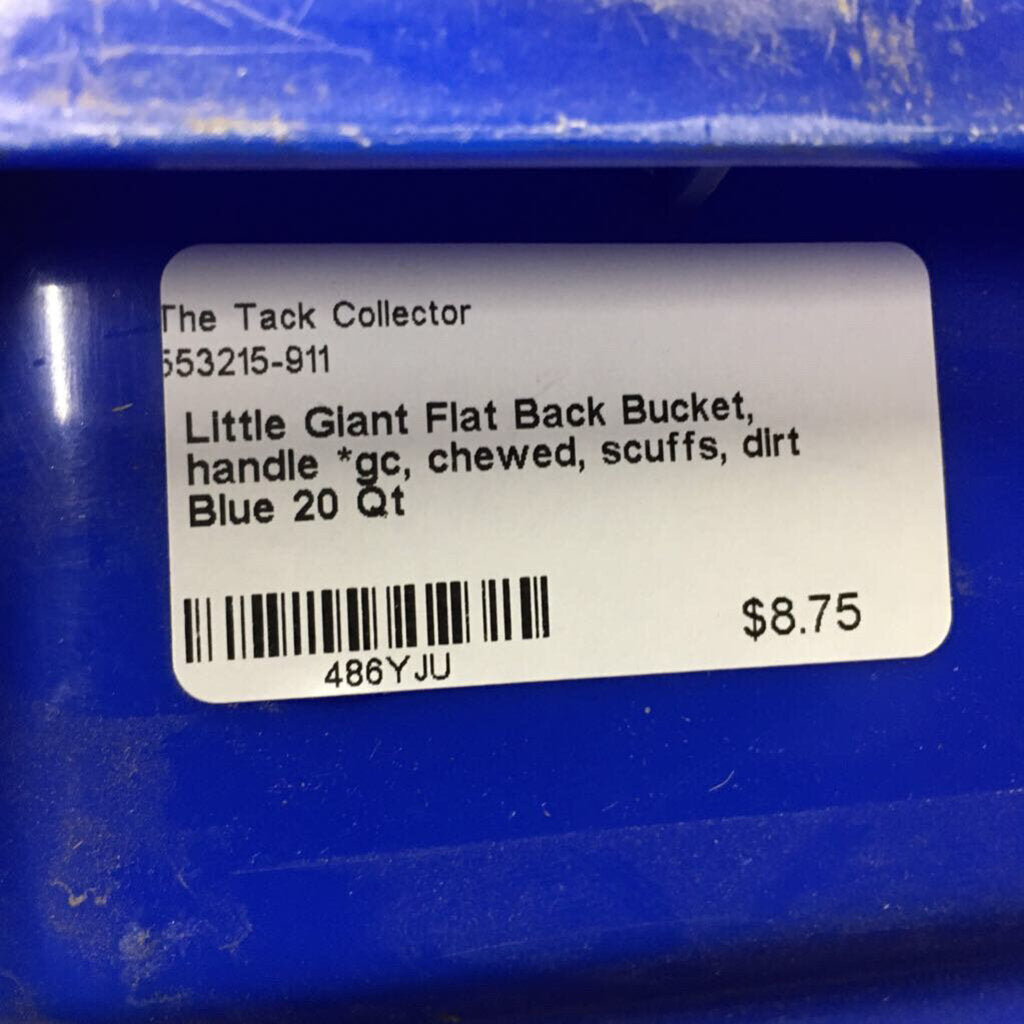 The Tack Collector
553215-911
Little Giant Flat Back Bucket,
handle *gc, chewed, scuffs, dirt
Blue 20 Qt
486YJU
$8.75